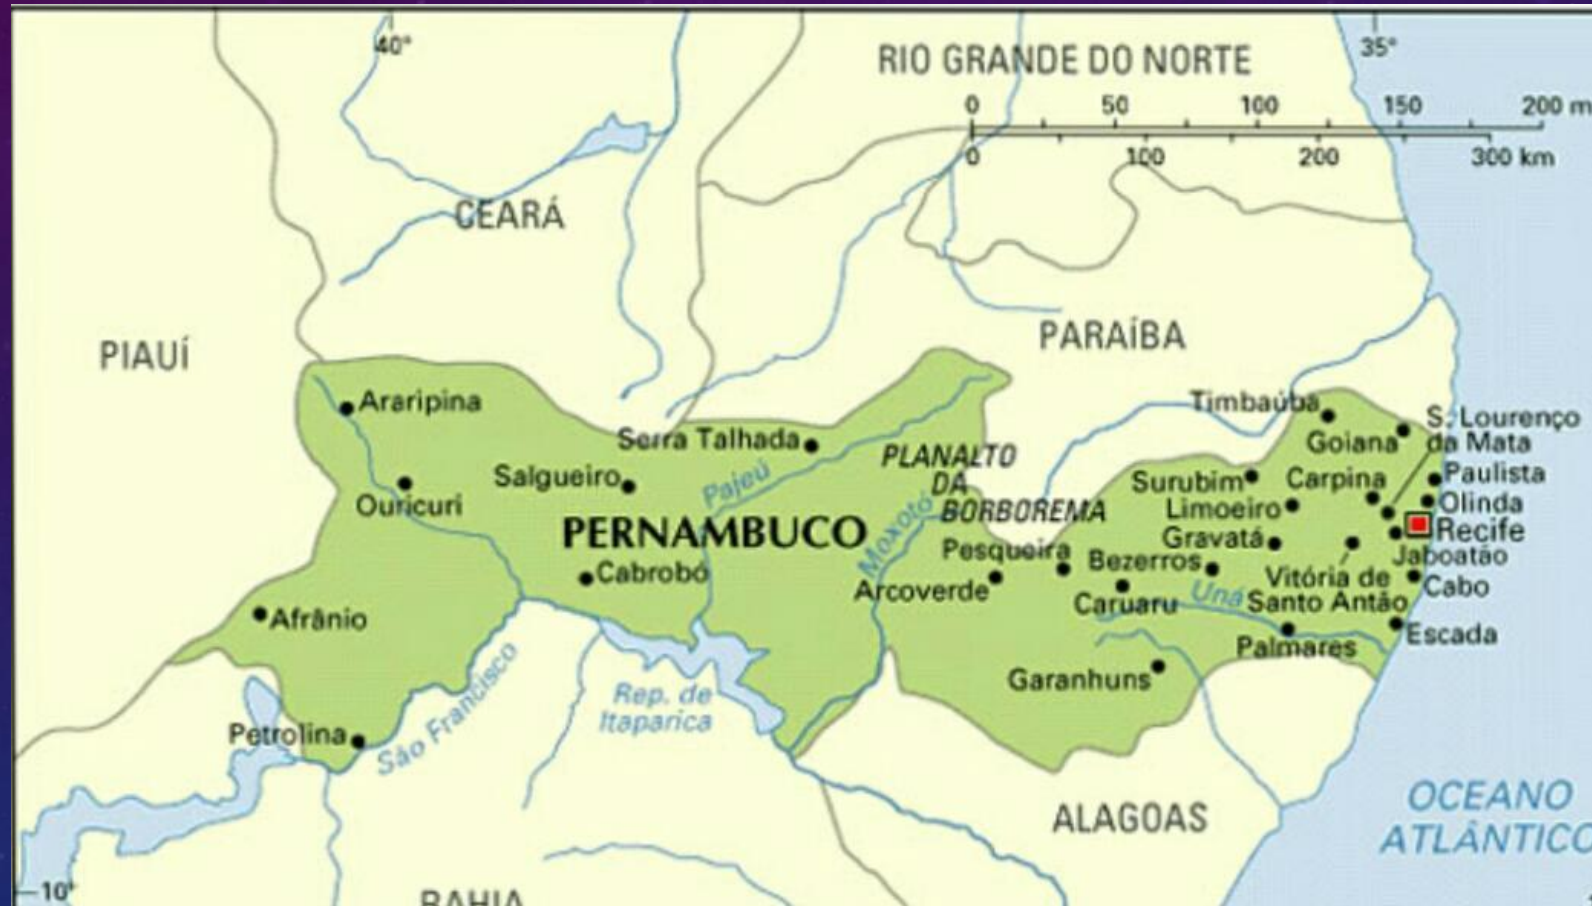 40°
35°
RIO GRANDE DO NORTE
0 50 100 150 200 m
0 100 200 300 km
CEARÁ
PIAUÍ
PARAÍBA
Araripina
Timbaúba
Serra Talhada
S. Lourenço
da Mata
Goiana
PLANALTO
DA
BORBOREMA
Salgueiro
Pajeú
Surubim
Carpina
Paulista
Ouricuri
Moxotó
Limoeiro
Olinda
PERNAMBUCO
Gravatá
Recife
Pesqueira
Bezerros
Jaboatão
Cabrobó
Arcoverde
Vitória de
Santo Antão
Cabo
Caruaru
Uná
Afrânio
Palmares
Escada
Garanhuns
São Francisco
Rep. de
Itaparica
Petrolina
OCEANO
ATLÂNTICO
ALAGOAS
10°
BAHIA